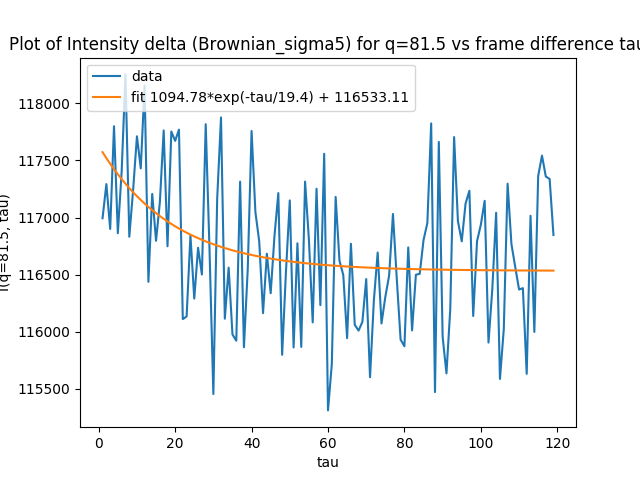 Plot of Intensity delta (Brownian_sigma5) for q=81.5 vs frame difference tau
data
fit 1094.78*exp(-tau/19.4) + 116533.11
118000
117500
117000
116500
116000
115500
I(q=81.5, tau)
0 20 40 60 80 100 120
tau